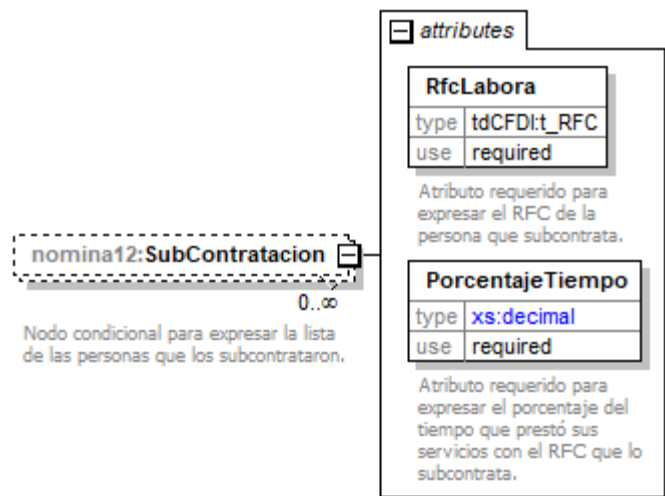 attributes
RfcLabora
type tdCFDI:t_RFC
use required
Atributo requerido para
expresar el RFC de la
persona que subcontrata.
nomina12:SubContratacion
0..∞
Nodo condicional para expresar la lista
de las personas que los subcontrataron.
PorcentajeTiempo
type xs:decimal
use required
Atributo requerido para
expresar el porcentaje del
tiempo que prestó sus
servicios con el RFC que lo
subcontrata.